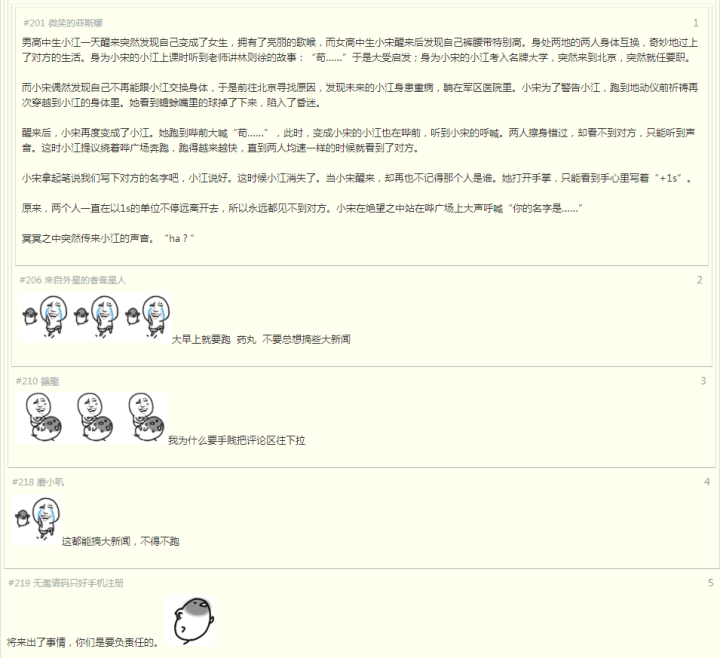 #201 微笑的菲斯娜 1
男高中生小江一天醒来突然发现自己变成了女生，拥有了亮丽的歌喉，而女高中生小宋醒来后发现自己裤腰带特别高。身处两地的两人身体互换，奇妙地过上
了对方的生活。身为小宋的小江上课时听到老师讲林则徐的故事：“苟……”于是大受启发；身为小江的小宋考入名牌大学，突然来到北京，突然就任要职。
而小宋偶然发现自己不再能跟小江交换身体，于是前往北京寻找原因，发现未来的小江身患重病，躺在军区医院里。小宋为了警告小江，跑到地动仪前祈祷再
次穿越到小江的身体里。她看到蟾蜍嘴里的球掉了下来，陷入了昏迷。
醒来后，小宋再度变成了小江。她跑到哔前大喊“苟……”，此时，变成小宋的小江也在哔前，听到小宋的呼喊。两人擦身错过，却看不到对方，只能听到声
音。这时小江提议绕着哔广场奔跑，跑得越来越快，直到两人均速一样的时候就看到了对方。
小宋拿起笔说我们写下对方的名字吧，小江说好。这时候小江消失了。当小宋醒来，却再也不记得那个人是谁。她打开手掌，只能看到手心里写着“+1s”。
原来，两个人一直在以1s的单位不停远离开去，所以永远都见不到对方。小宋在绝望之中站在哔广场上大声呼喊“你的名字是……”
冥冥之中突然传来小江的声音。“ha？”
#206 来自外星的香蕉星人 2
大早上就要跑 药丸 不要总想搞些大新闻
#210 3
我为什么要手贱把评论区往下拉
#218 磨小叽 4
这都能搞大新闻，不得不跑
#219 无邀请码只好手机注册 5
将来出了事情，你们是要负责任的。